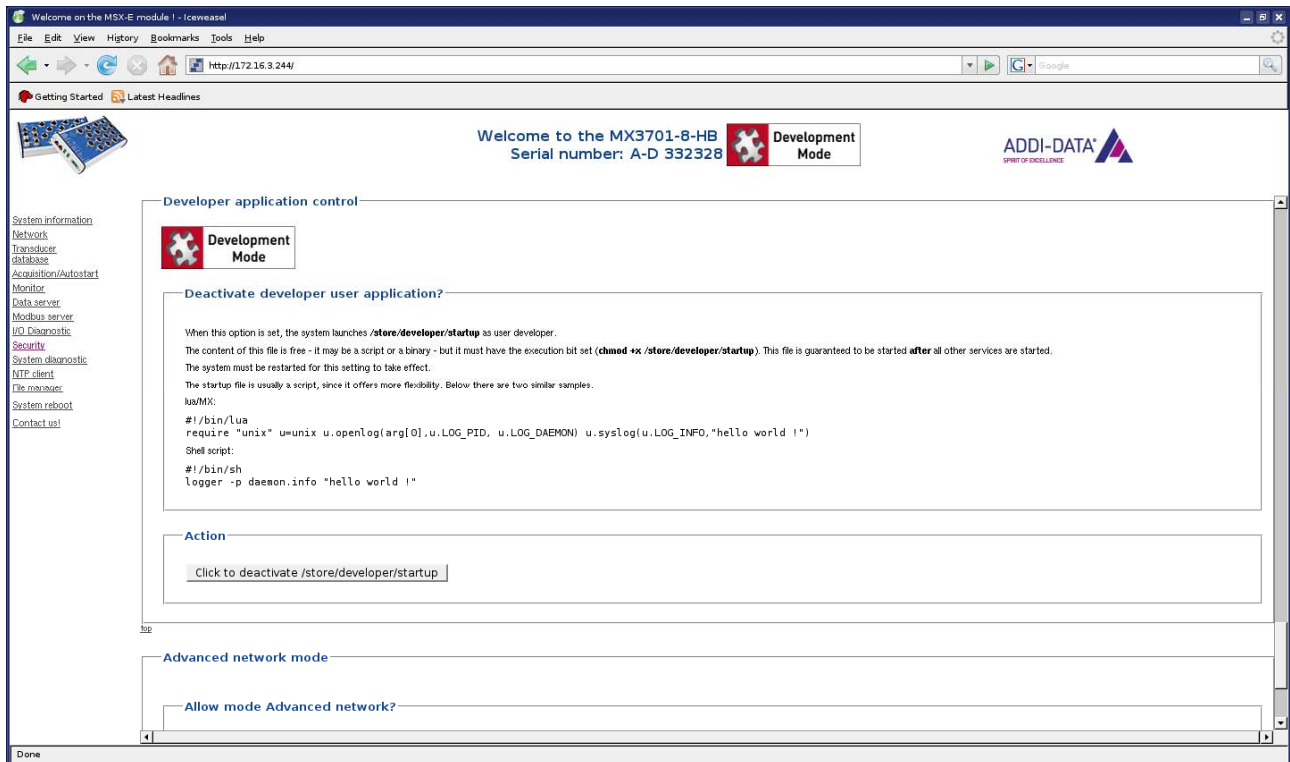 Welcome on the MSX-E module ! - Iceweasel
File Edit View History Bookmarks Tools Help
http://172.16.3.244/
G Google
Getting Started Latest Headlines
Welcome to the MX3701-8-HB
Serial number: A-D 332328
Development
Mode
ADDI-DATA
SPIRIT OF EXCELLENCE
System information
Network
Transducer
database
Acquisition/Autostart
Monitor
Data server
Modbus server
I/O Diagnostic
Security
System diagnostic
NTP client
File manager
System reboot
Contact us!
Developer application control
Development
Mode
Deactivate developer user application?
When this option is set, the system launches /store/developer/startup as user developer.
The content of this file is free - it may be a script or a binary - but it must have the execution bit set (chmod +x /store/developer/startup). This file is guaranteed to be started after all other services are started.
The system must be restarted for this setting to take effect.
The startup file is usually a script, since it offers more flexibility. Below there are two similar samples.
lua/MX:
#!/bin/lua
require "unix" u=unix u.openlog(arg[0],u.LOG_PID, u.LOG_DAEMON) u.syslog(u.LOG_INFO,"hello world !")
Shell script:
#!/bin/sh
logger -p daemon.info "hello world !"
Action
Click to deactivate /store/developer/startup
top
Advanced network mode
Allow mode Advanced network?
Done